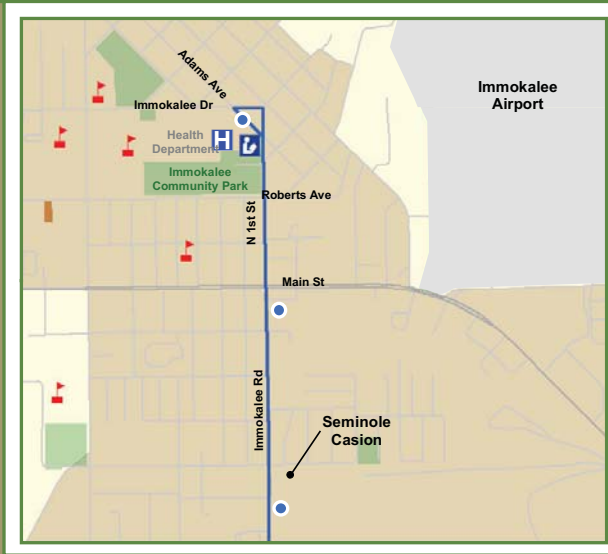 Adams Ave
Immokalee
Airport
Immokalee Dr
Health
Department
H
Immokalee
Community Park
Roberts Ave
N 1st St
Main St
Immokalee Rd
Seminole
Casion